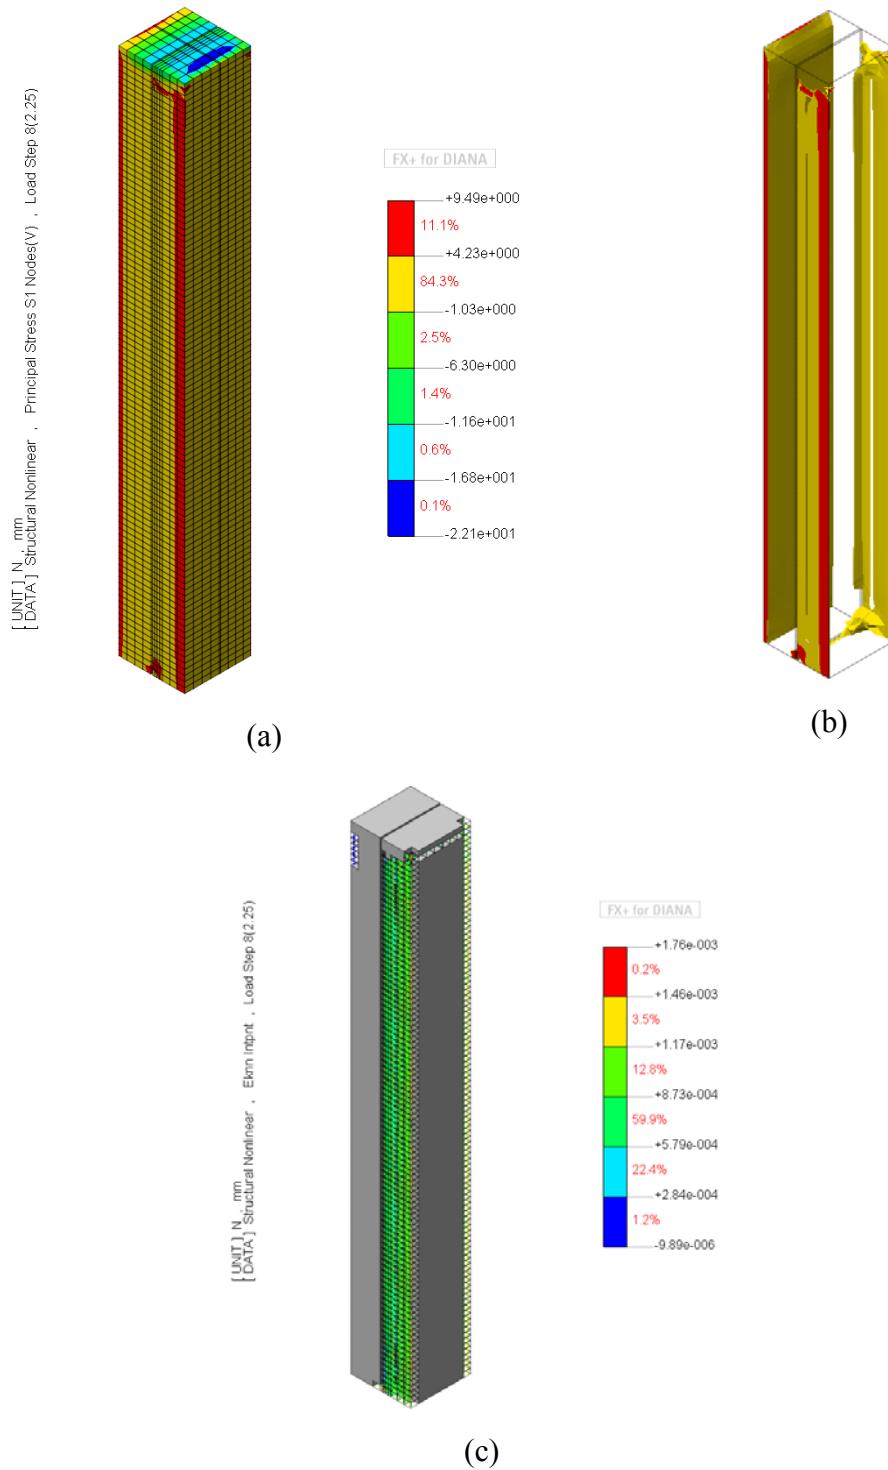 [ UNIT ] N , mm
[ DATA ] Structural Nonlinear , Principal Stress S1 Nodes(V) , Load Step 8(2.25)
FX+ for DIANA
+9.49e+000
11.1%
+4.23e+000
84.3%
-1.03e+000
2.5%
-6.30e+000
1.4%
-1.16e+001
0.6%
-1.68e+001
0.1%
-2.21e+001
(a)
(b)
[ UNIT ] N , mm
[ DATA ] Structural Nonlinear , Eknn Intpnt , Load Step 8(2.25)
FX+ for DIANA
+1.76e-003
0.2%
+1.46e-003
3.5%
+1.17e-003
12.8%
+8.73e-004
59.9%
+5.79e-004
22.4%
+2.84e-004
1.2%
-9.89e-006
(c)